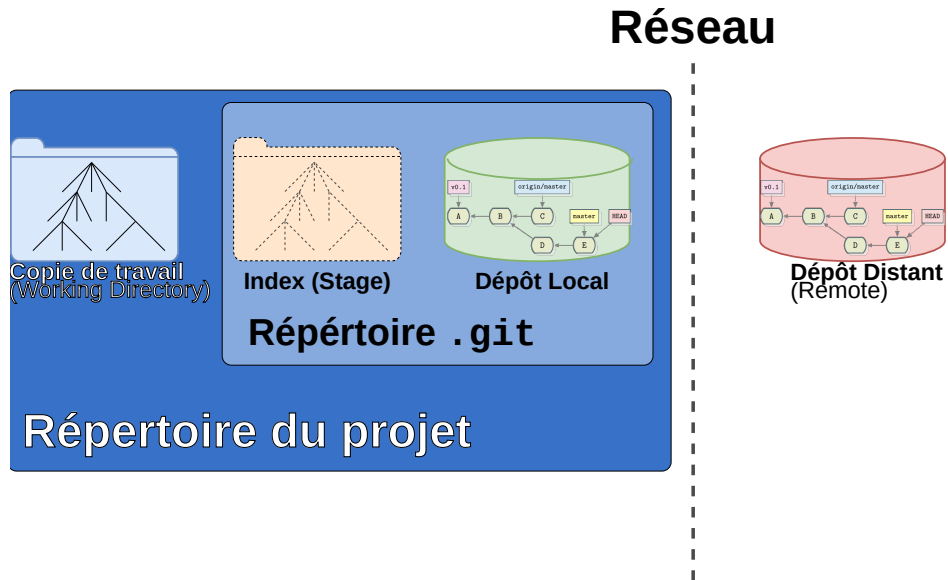 Réseau
v0.1
origin/master
A
B
C
master
HEAD
D
E
v0.1
origin/master
A
B
C
master
HEAD
D
E
Copie de travail
(Working Directory)
Index (Stage)
Dépôt Local
Dépôt Distant
(Remote)
Répértoire .git
Répertoire du projet